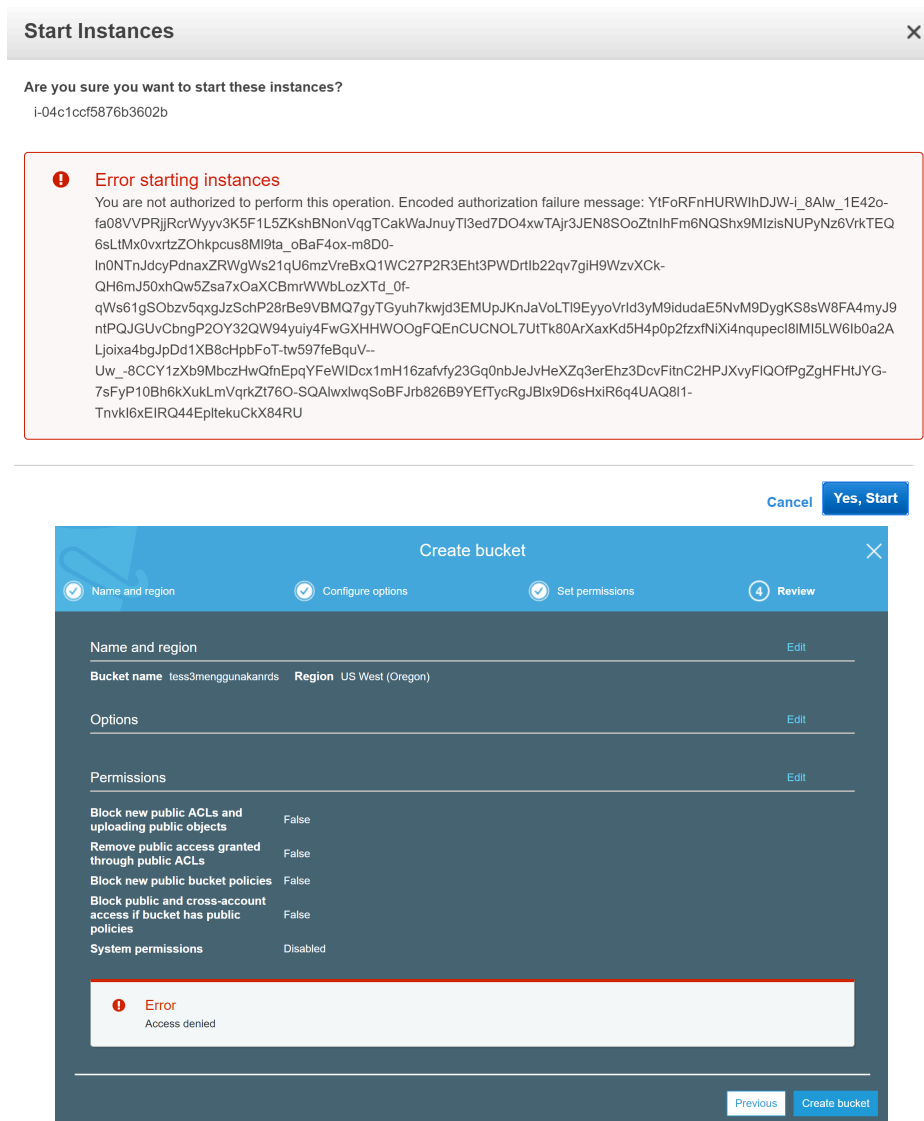 Start Instances
Are you sure you want to start these instances?
i-04c1ccf5876b3602b
Error starting instances
You are not authorized to perform this operation. Encoded authorization failure message: YtFoRFnHURWIhDJW-i_8Alw_1E42o-
fa08VVPRjjRcrWyyv3K5F1L5ZKshBNonVqgTCakWaJnuyTl3ed7DO4xwTAjr3JEN8SOoZtnIhFm6NQShx9MIzisNUPyNz6VrkTEQ
6sLtMx0vxrtzZOhkpcus8Ml9ta_oBaF4ox-m8D0-
ln0NTnJdcyPdnaxZRWgWs21qU6mzVreBxQ1WC27P2R3Eht3PWDrtIb22qv7giH9WzvXCk-
QH6mJ50xhQw5Zsa7xOaXCBmrWWbLozXTd_0f-
qWs61gSObzv5qxgJzSchP28rBe9VBMQ7gyTGyuh7kwjd3EMUpJKnJaVoLTl9EyyoVrId3yM9idudaE5NvM9DygKS8sW8FA4myJ9
ntPQJGUvCbngP2OY32QW94yuiy4FwGXHHWOOgFQEnCUCNOL7UtTk80ArXaxKd5H4p0p2fzxfNiXi4nqupecI8lMI5LW6Ib0a2A
Ljoixa4bgJpDd1XB8cHpbFoT-tw597feBquV--
Uw_-8CCY1zXb9MbczHwQfnEpqYFeWIDcx1mH16zafvfy23Gq0nbJeJvHeXZq3erEhz3DcvFitnC2HPJXvyFlQOfPgZgHFHtJYG-
7sFyP10Bh6kXukLmVqrkZt76O-SQAlwxlwqSoBFJrb826B9YEfTycRgJBlx9D6sHxiR6q4UAQ8l1-
TnvkI6xEIRQ44EpltekuCkX84RU
Cancel Yes, Start
Create bucket
Name and region Configure options Set permissions 4 Review
Name and region Edit
Bucket name tess3menggunakanrds Region US West (Oregon)
Options Edit
Permissions Edit
Block new public ACLs and
uploading public objects False
Remove public access granted
through public ACLs False
Block new public bucket policies False
Block public and cross-account
access if bucket has public
policies False
System permissions Disabled
Error
Access denied
Previous Create bucket